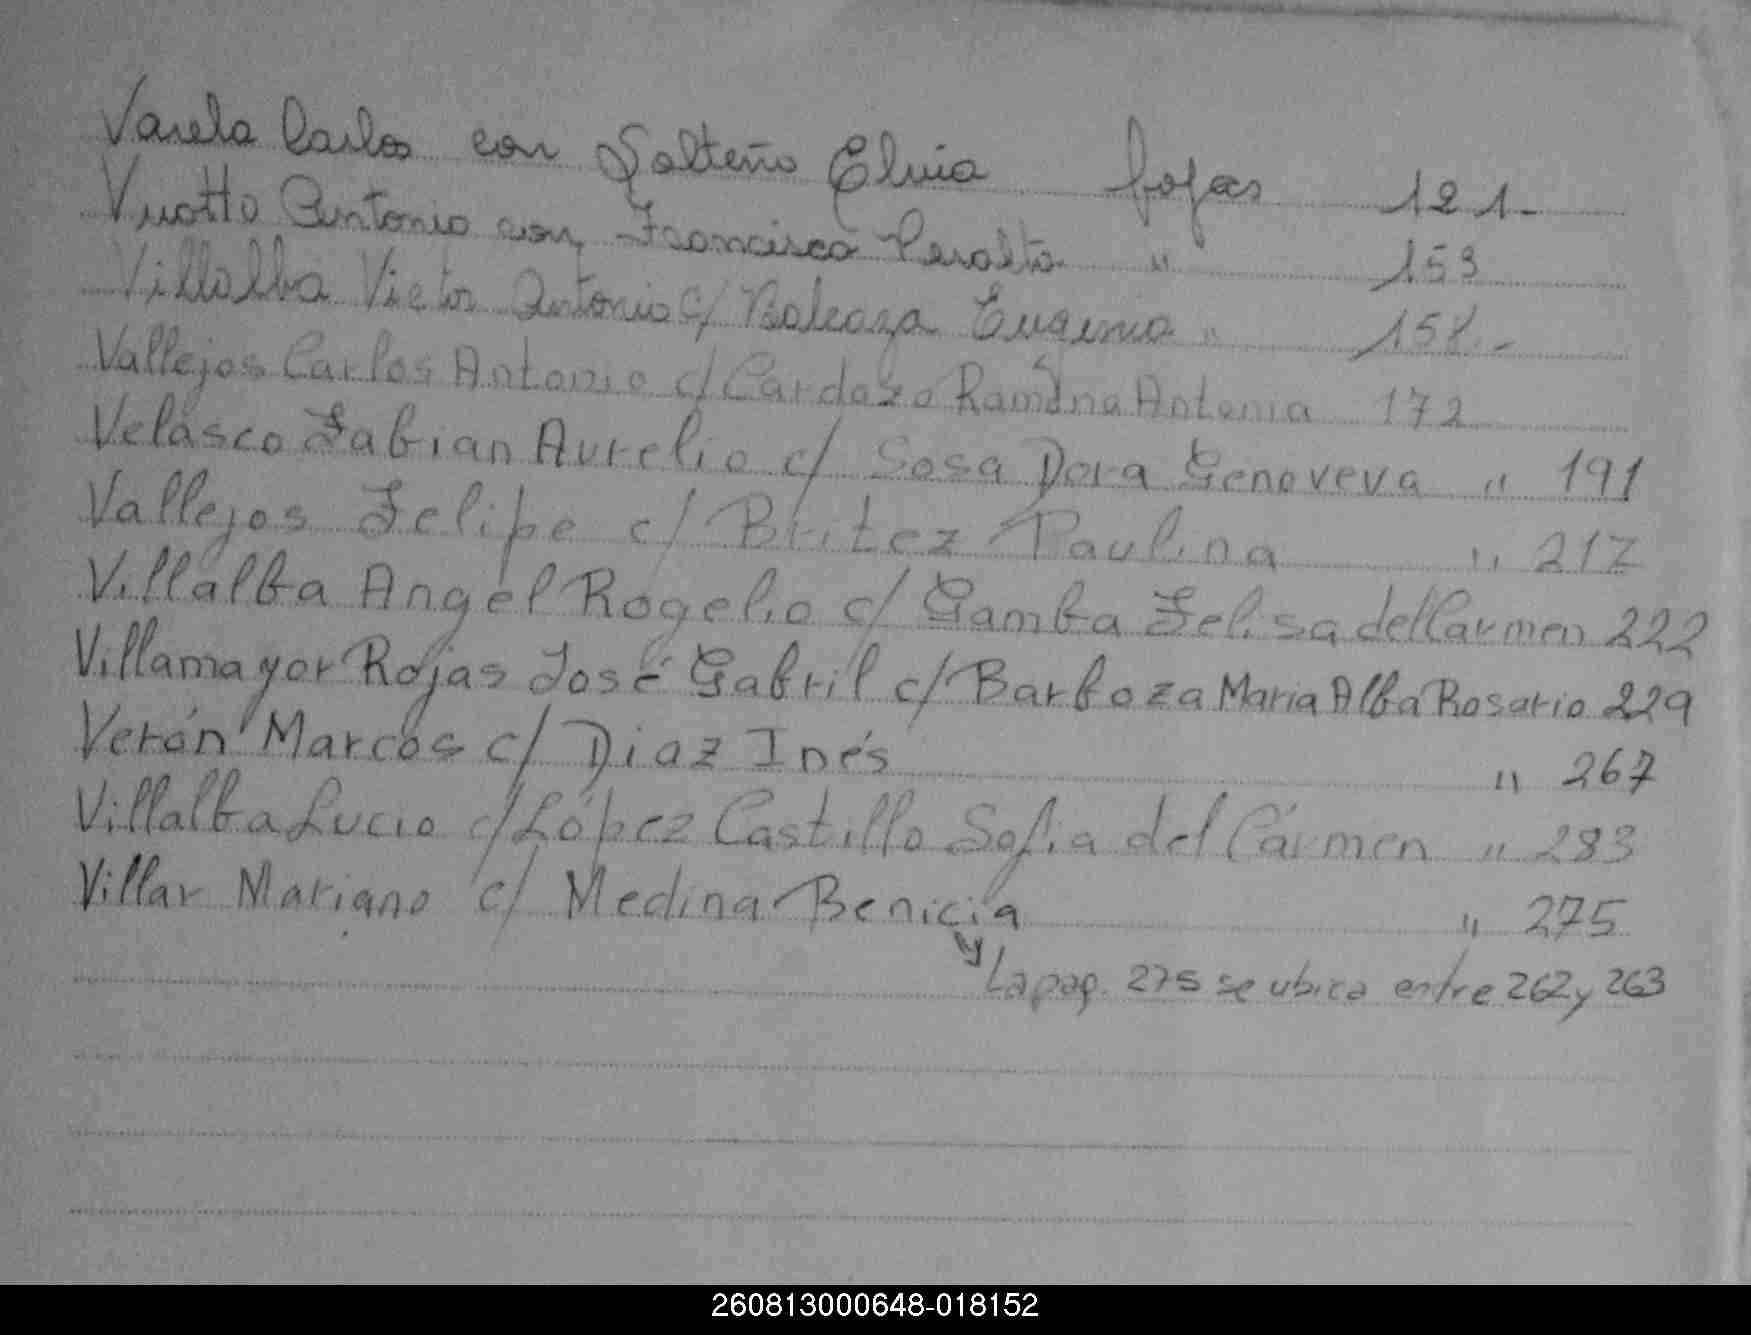 Varela Carlos con Salteño Elvia fojas 121-
Vuotto Antonio con Francisca Peralta " 153
Villalba Victor Antonio c/ Balcaza Eugenia " 158.-
Vallejos Carlos Antonio c/ Cardozo Ramona Antonia 172
Velásco Fabian Aurelio c/ Sosa Dora Genoveva " 191
Vallejos Felipe c/ Britez Paulina " 217
Villalba Angel Rogelio c/ Gamba Felisa del Carmen 222
Villamayor Rojas José Gabril c/ Barboza Maria Alba Rosario 229
Verón Marcos c/ Diaz Inés " 267
Villalba Lucio c/ López Castillo Sofia del Cármen " 283
Villar Mariano c/ Medina Benicia " 275
La pag. 275 se ubica entre 262 y 263
260813000648-018152